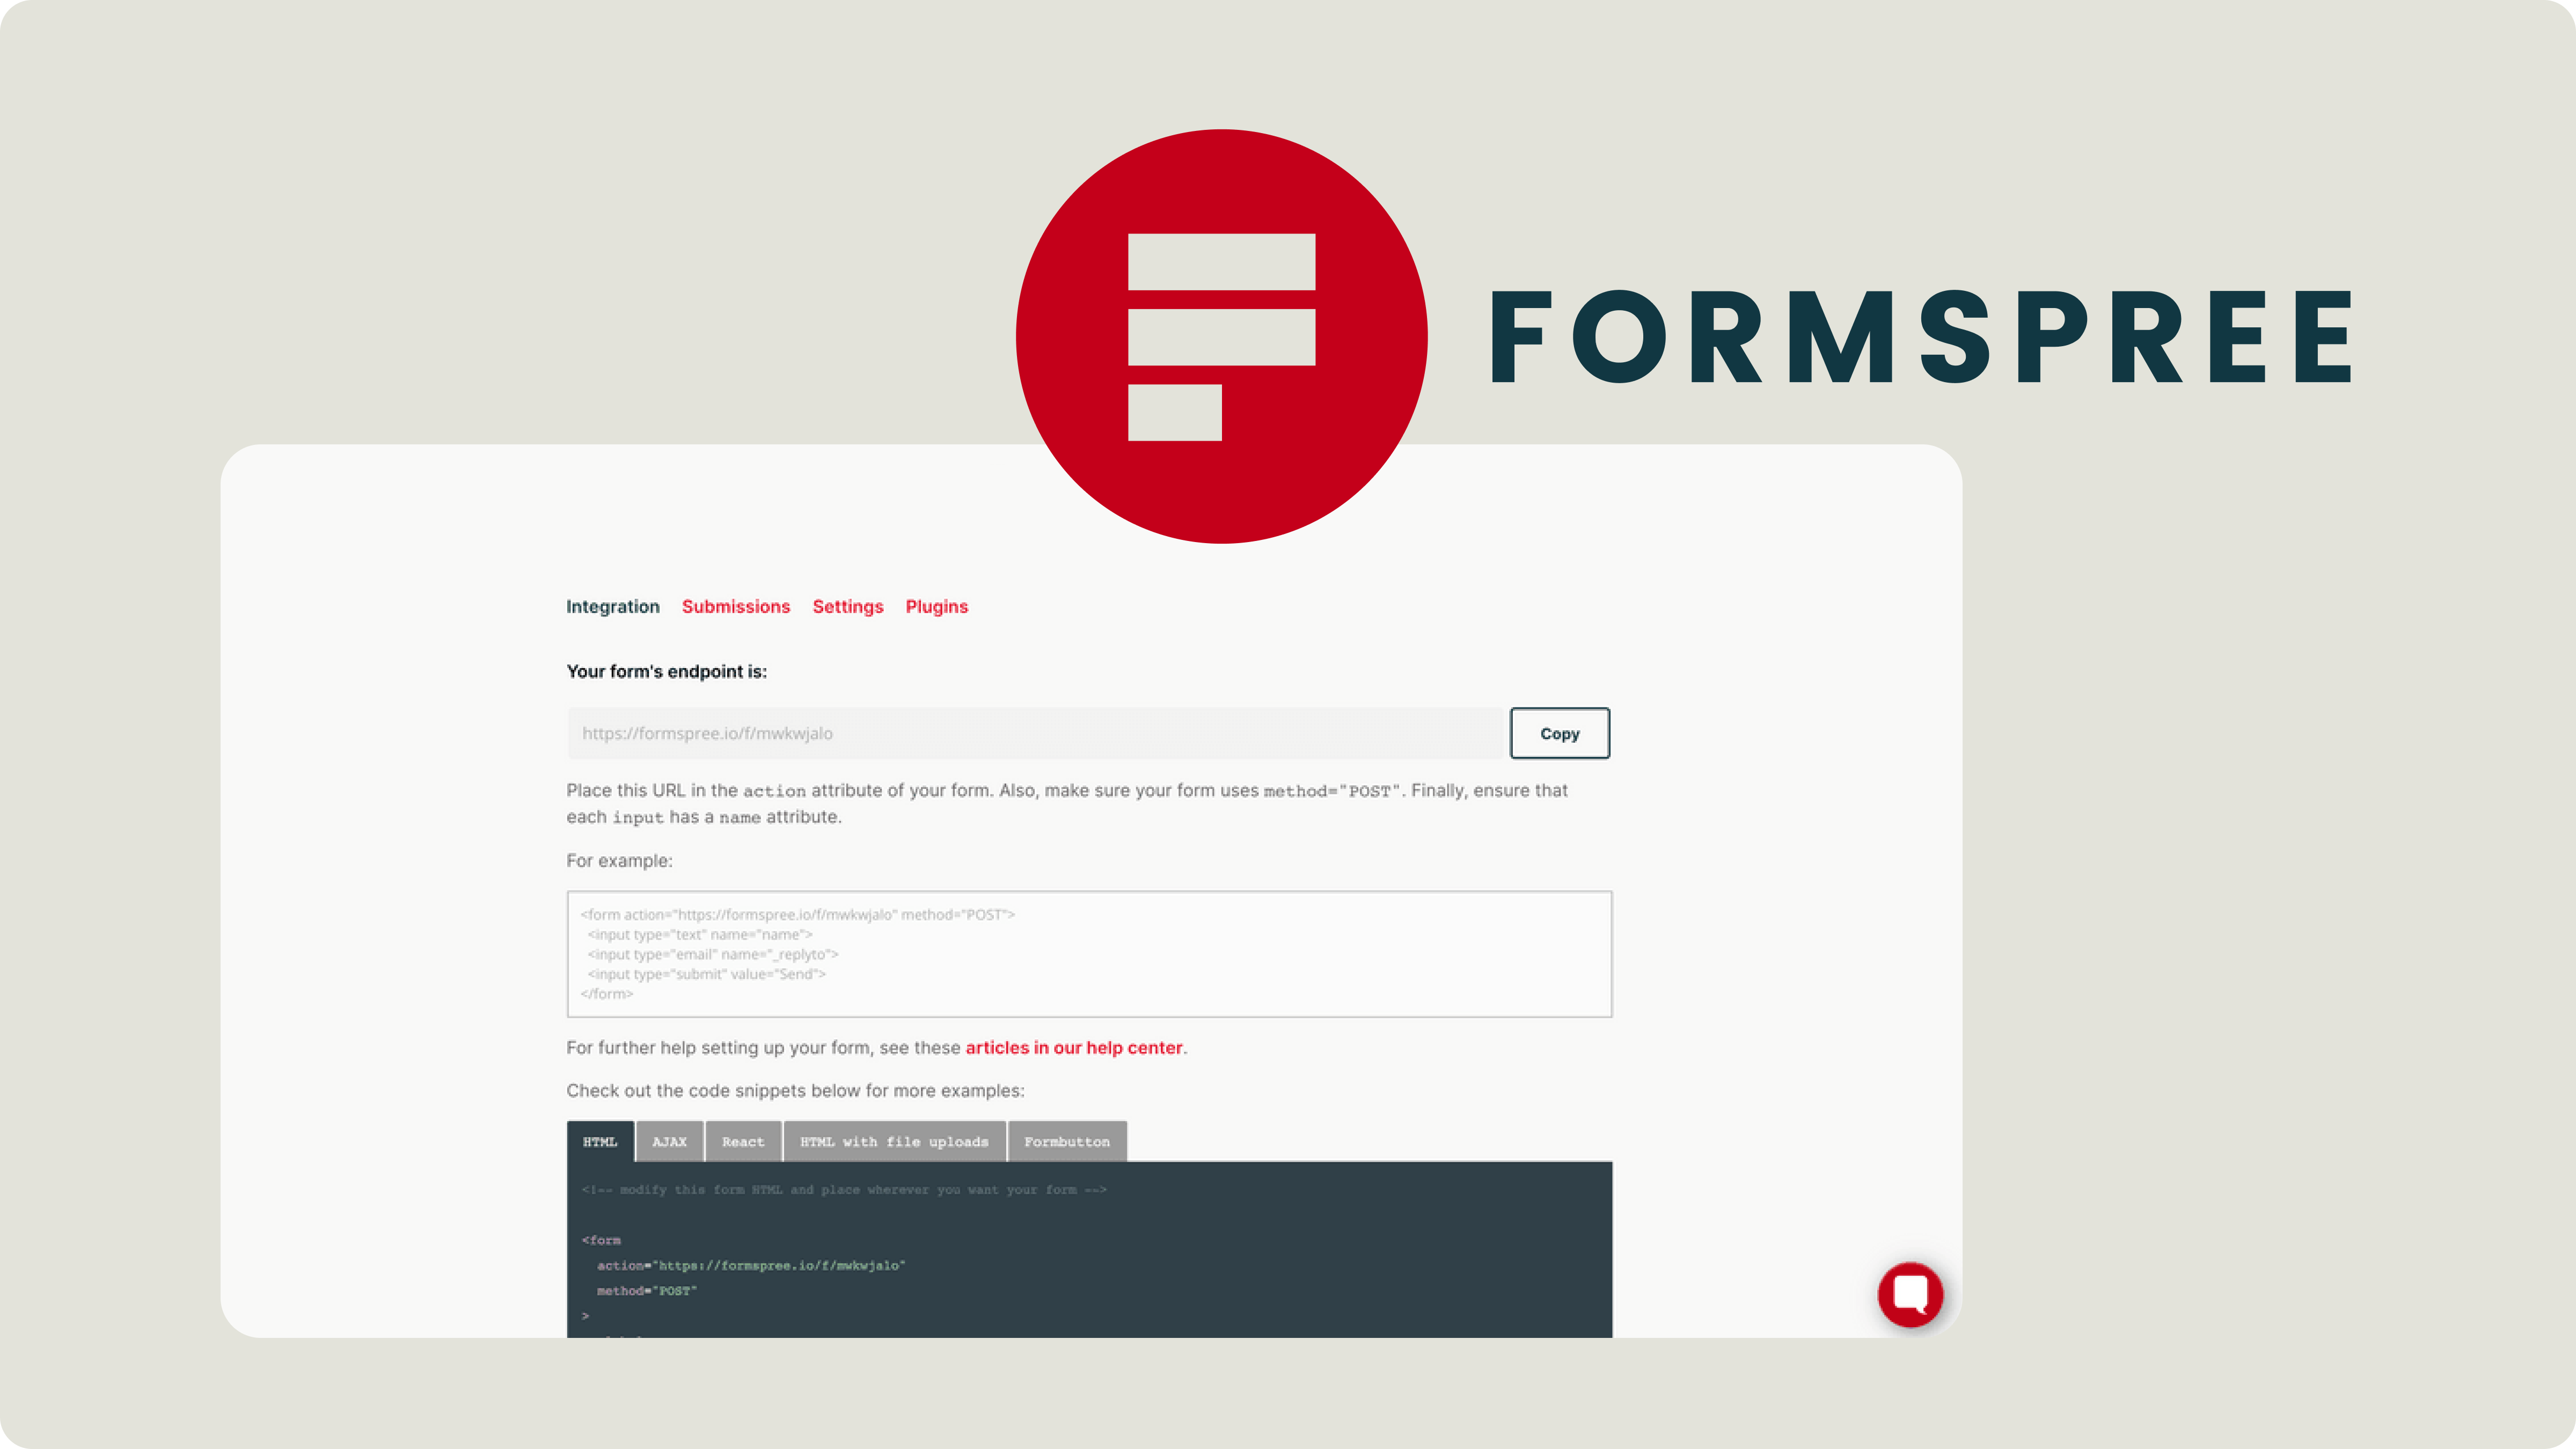 FORMSPREE
Integration Submissions Settings Plugins
Your form's endpoint is:
https://formspree.io/f/mwkwjalo Copy
Place this URL in the action attribute of your form. Also, make sure your form uses method="POST". Finally, ensure that
each input has a name attribute.
For example:
<form action="https://formspree.io/f/mwkwjalo" method="POST">
<input type="text" name="name">
<input type="email" name="_replyto">
<input type="submit" value="Send">
</form>
For further help setting up your form, see these articles in our help center.
Check out the code snippets below for more examples:
HTML AJAX React HTML with file uploads Formbutton
<!-- modify this form HTML and place wherever you want your form -->
<form
action="https://formspree.io/f/mwkwjalo"
method="POST"
>